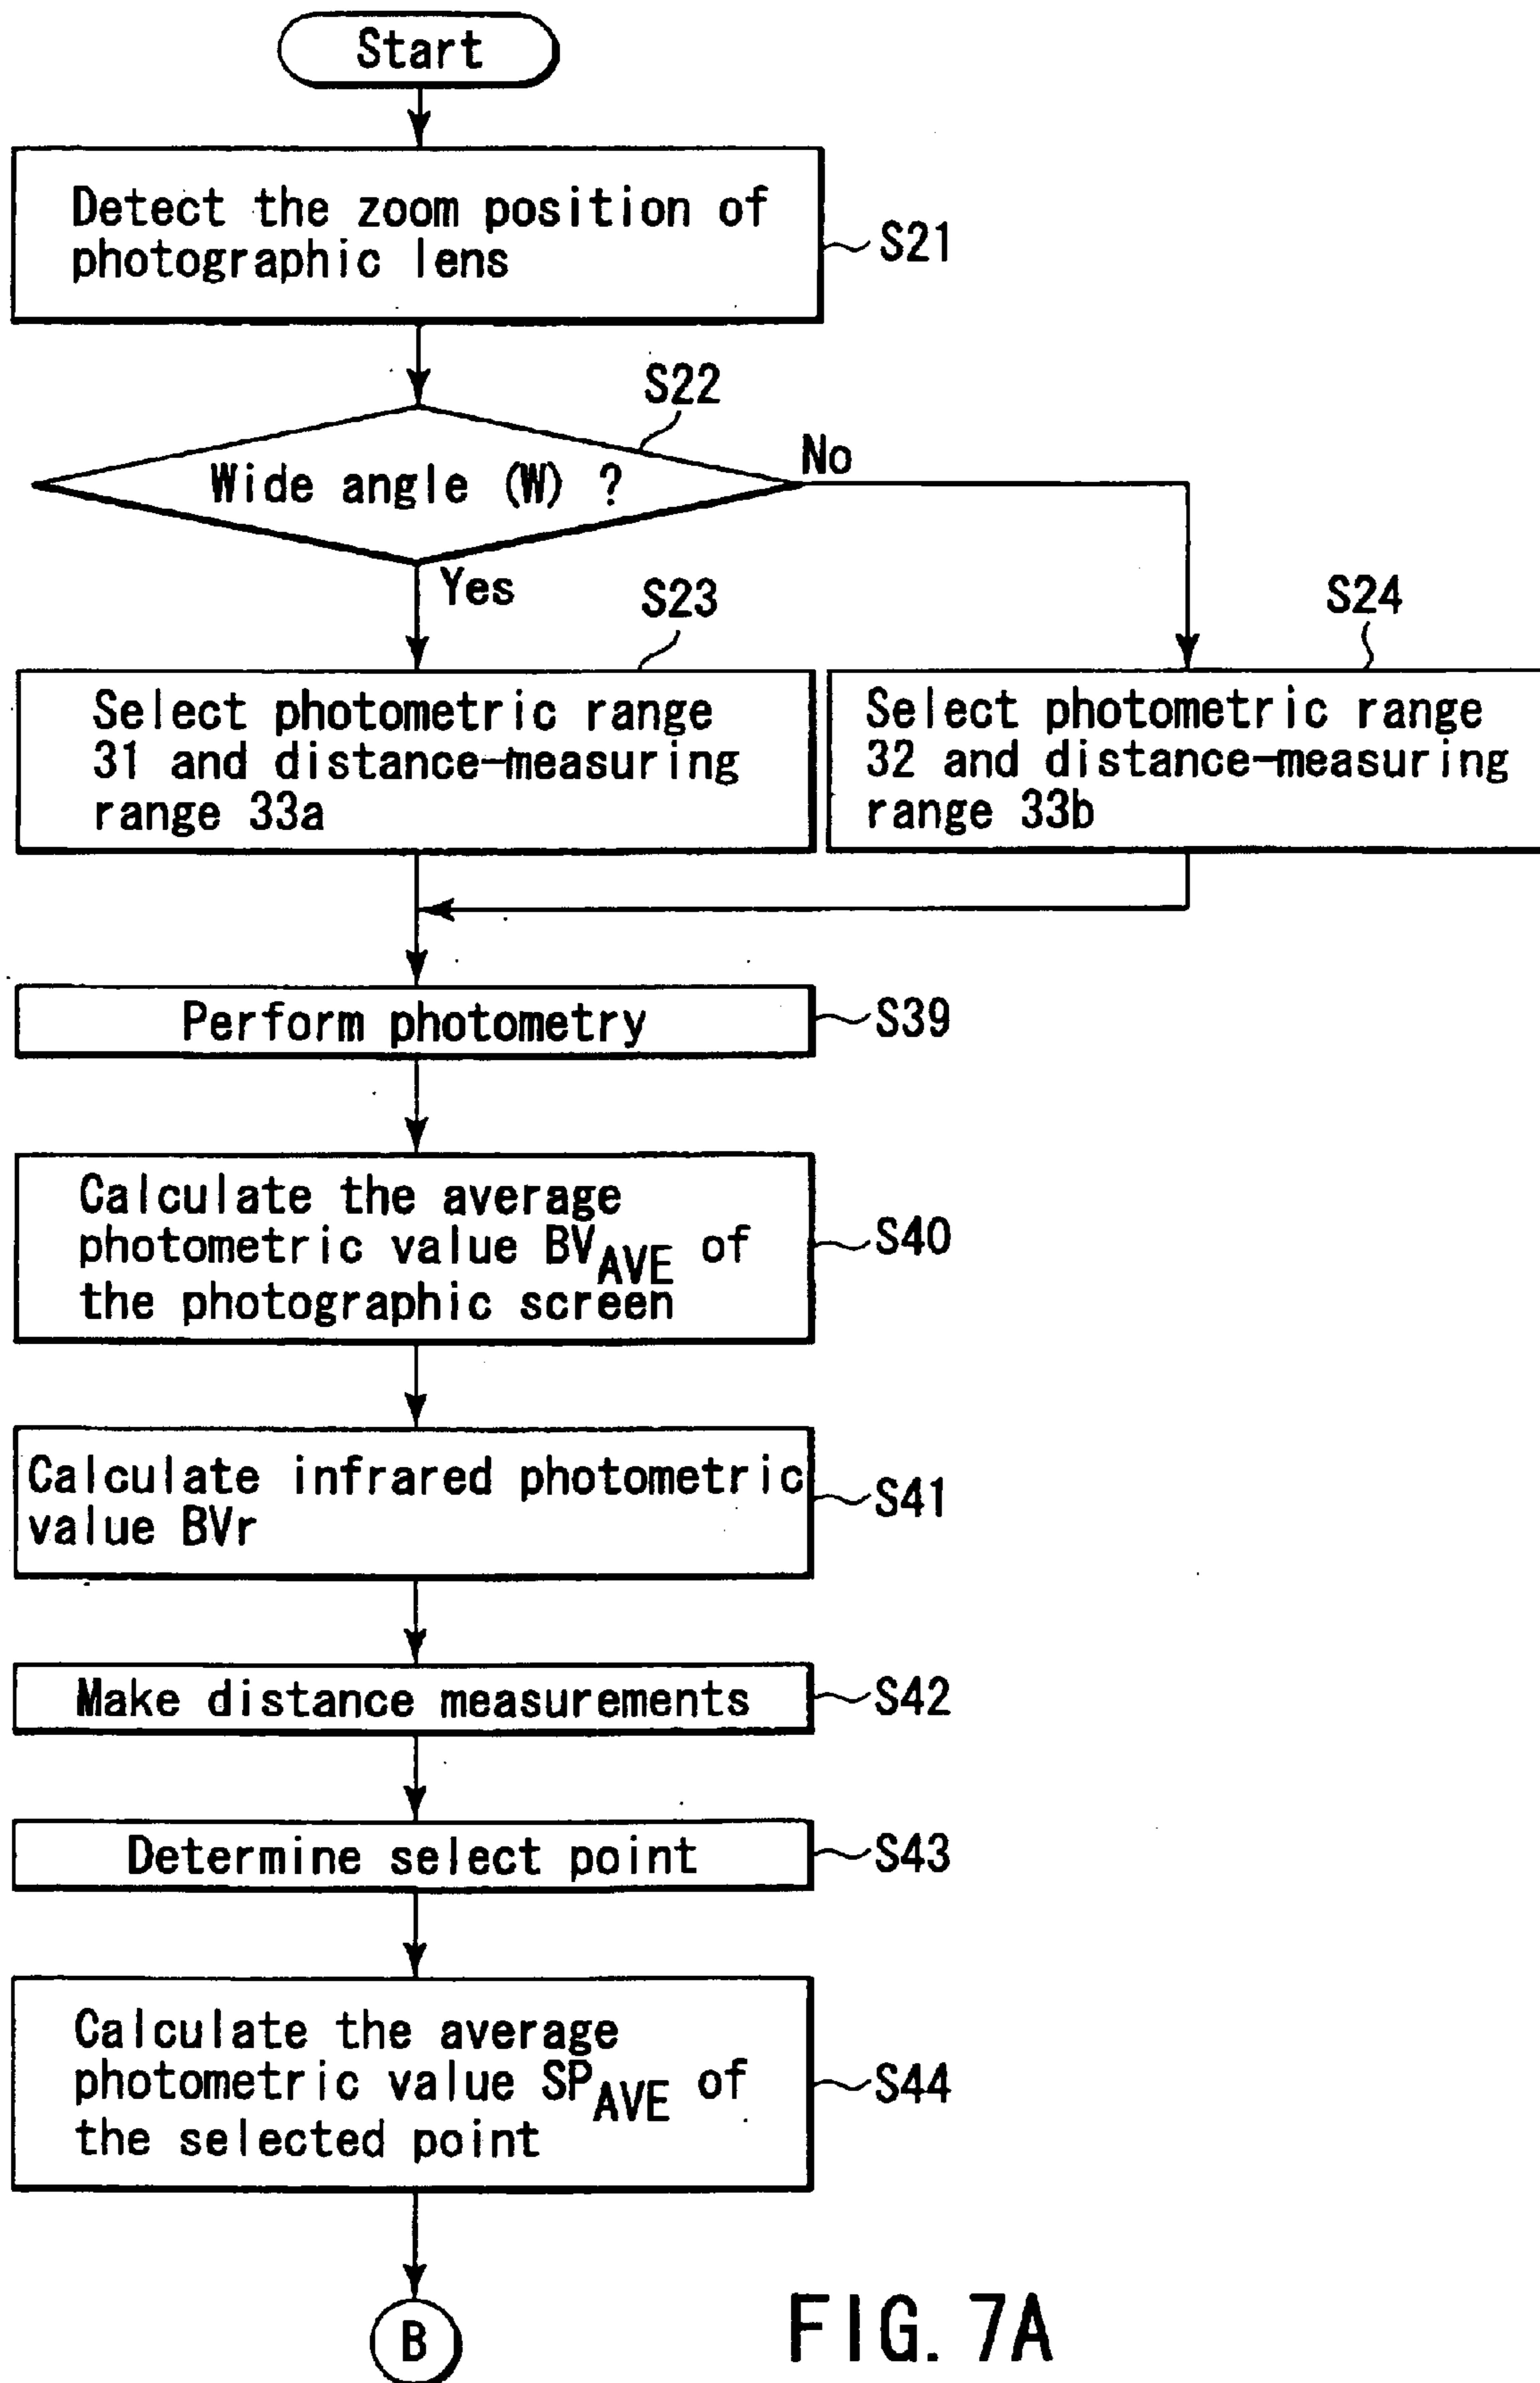 Start
Detect the zoom position of
photographic lens
S21
S22
Wide angle (W) ?
No
Yes
S23
S24
Select photometric range
31 and distance-measuring
range 33a
Select photometric range
32 and distance-measuring
range 33b
Perform photometry
S39
Calculate the average
photometric value BVAVE of
the photographic screen
S40
Calculate infrared photometric
value BVr
S41
Make distance measurements
S42
Determine select point
S43
Calculate the average
photometric value SPAVE of
the selected point
S44
B
FIG. 7A